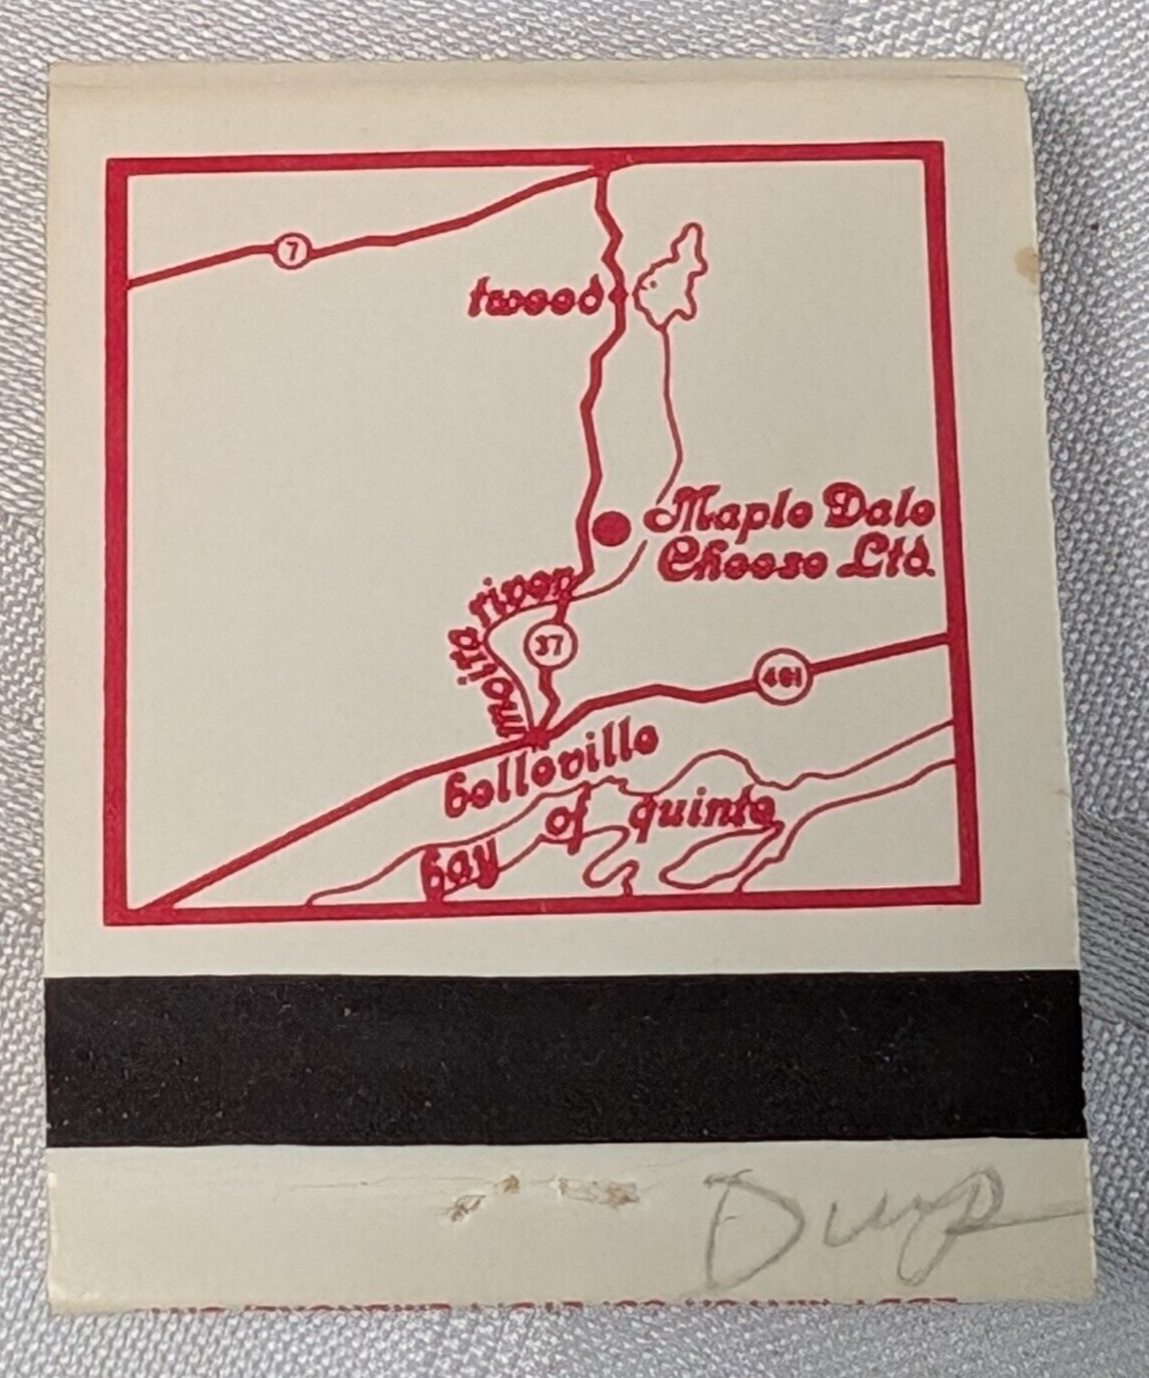 7
tweed
Maple Dale
Cheese Ltd.
moira river
37
401
belleville
bay of quinte
Dup